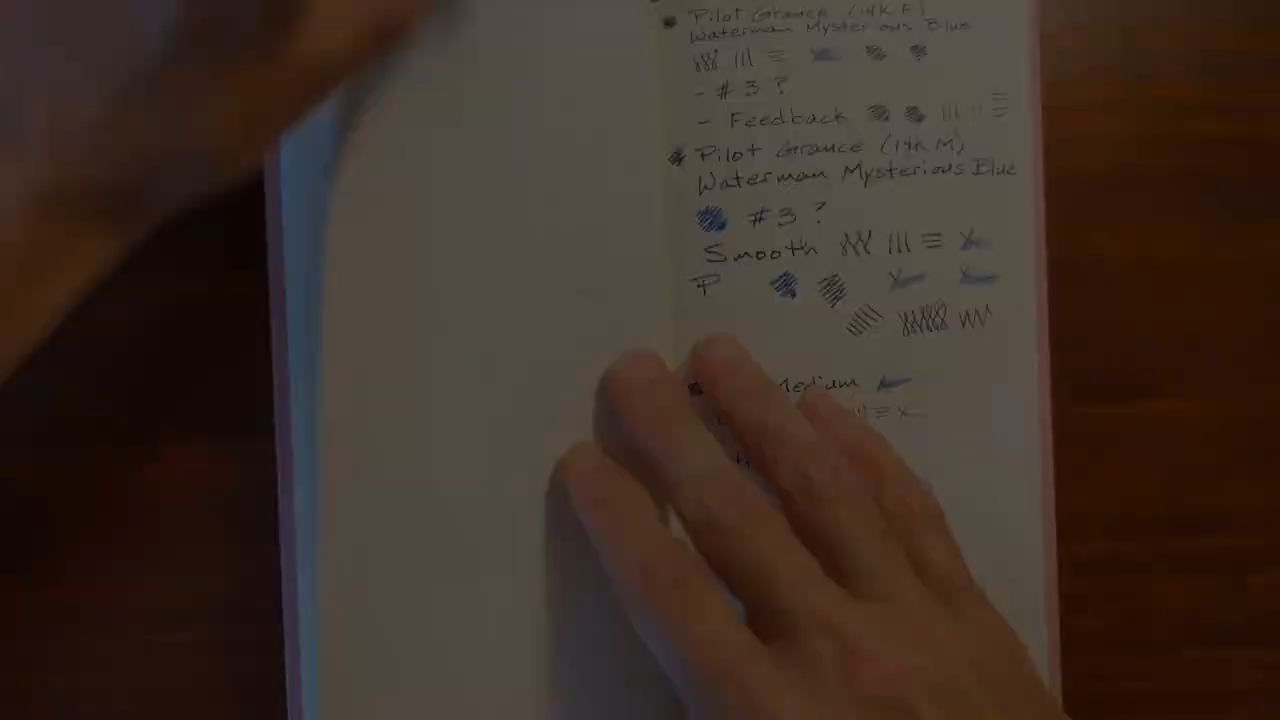 Pilot Grance (14K F)
Waterman Mysterious Blue
- #3?
- Feedback
Pilot Grance (14K M)
Waterman Mysterious Blue
#3?
Smooth
P
Medium